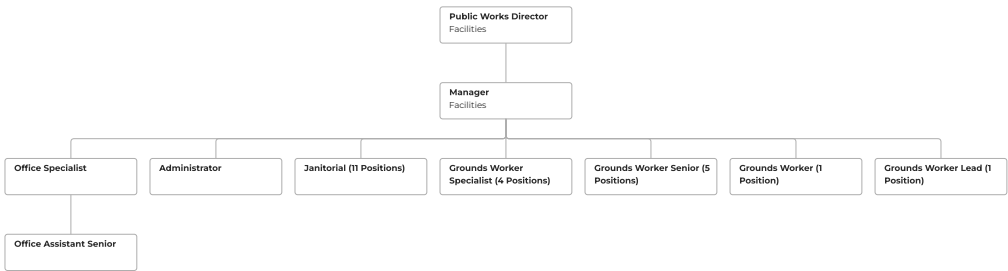 Public Works Director
Facilities
Manager
Facilities
Office Specialist
Administrator
Janitorial (11 Positions)
Grounds Worker
Specialist (4 Positions)
Grounds Worker Senior (5
Positions)
Grounds Worker (1
Position)
Grounds Worker Lead (1
Position)
Office Assistant Senior